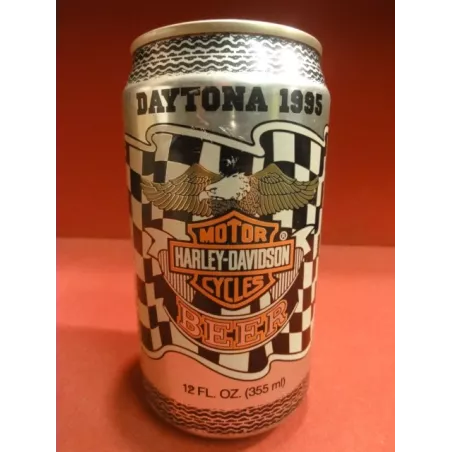 DAYTONA 1995
MOTOR
HARLEY-DAVIDSON ®
CYCLES
BEER
12 FL. OZ. (355 ml)